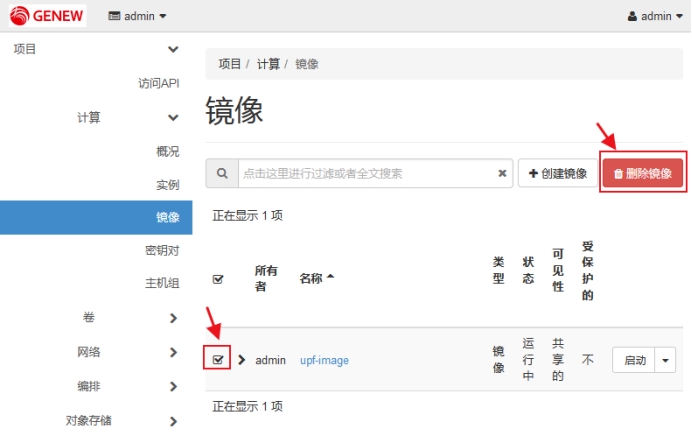 GENEW admin admin
项目
访问API
计算
概况
实例
镜像
密钥对
主机组
卷
网络
编排
对象存储
项目 / 计算 / 镜像
镜像
点击这里进行过滤或者全文搜索
创建镜像
删除镜像
正在显示 1 项
所有者 名称 类型 状态 可见性 受保护的
admin upf-image 镜像 运行中 共享的 不 启动
正在显示 1 项